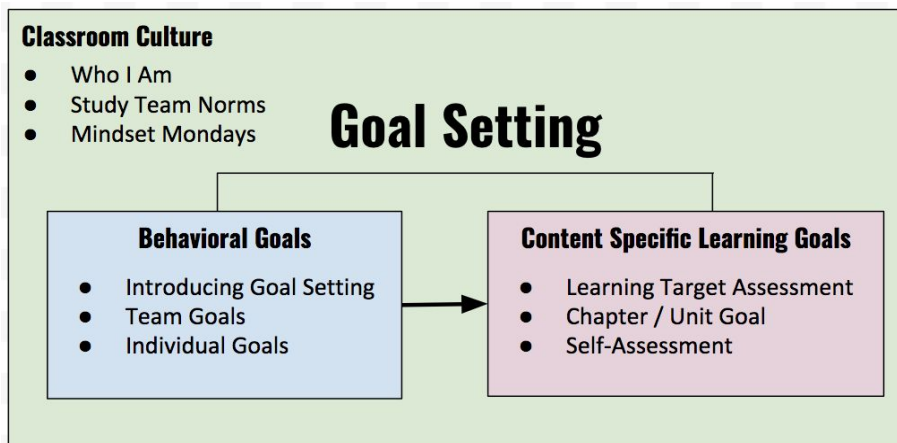 Classroom Culture
● Who I Am
● Study Team Norms
● Mindset Mondays
Goal Setting
Behavioral Goals
● Introducing Goal Setting
● Team Goals
● Individual Goals
Content Specific Learning Goals
● Learning Target Assessment
● Chapter / Unit Goal
● Self-Assessment